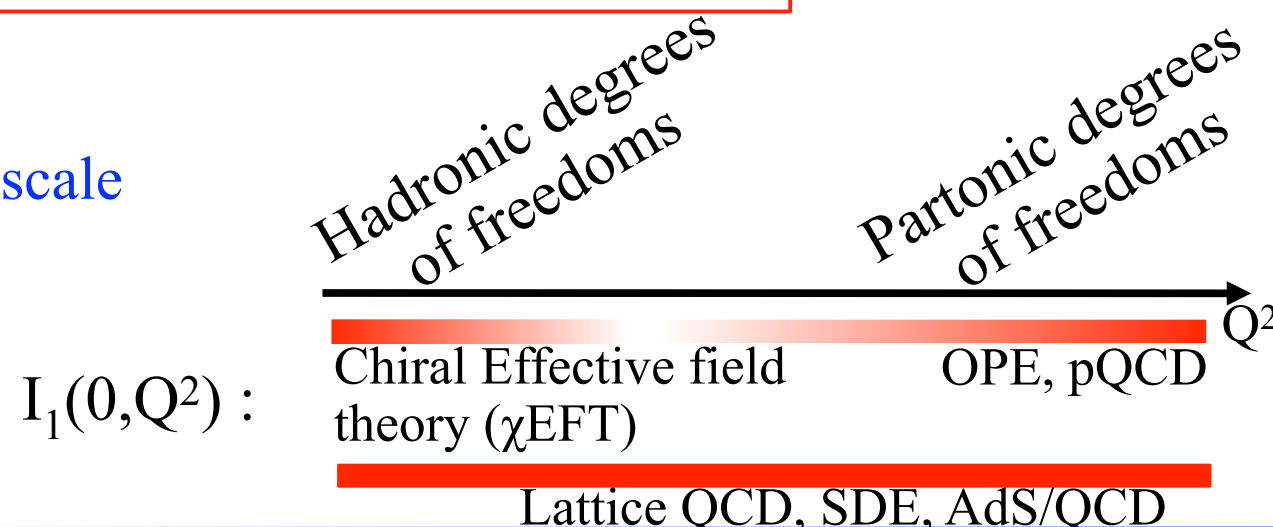 Hadronic degrees
of freedoms
Partonic degrees
of freedoms
scale
Q²
Chiral Effective field
theory (χEFT)
OPE, pQCD
I₁(0,Q²) :
Lattice QCD, SDE, AdS/QCD